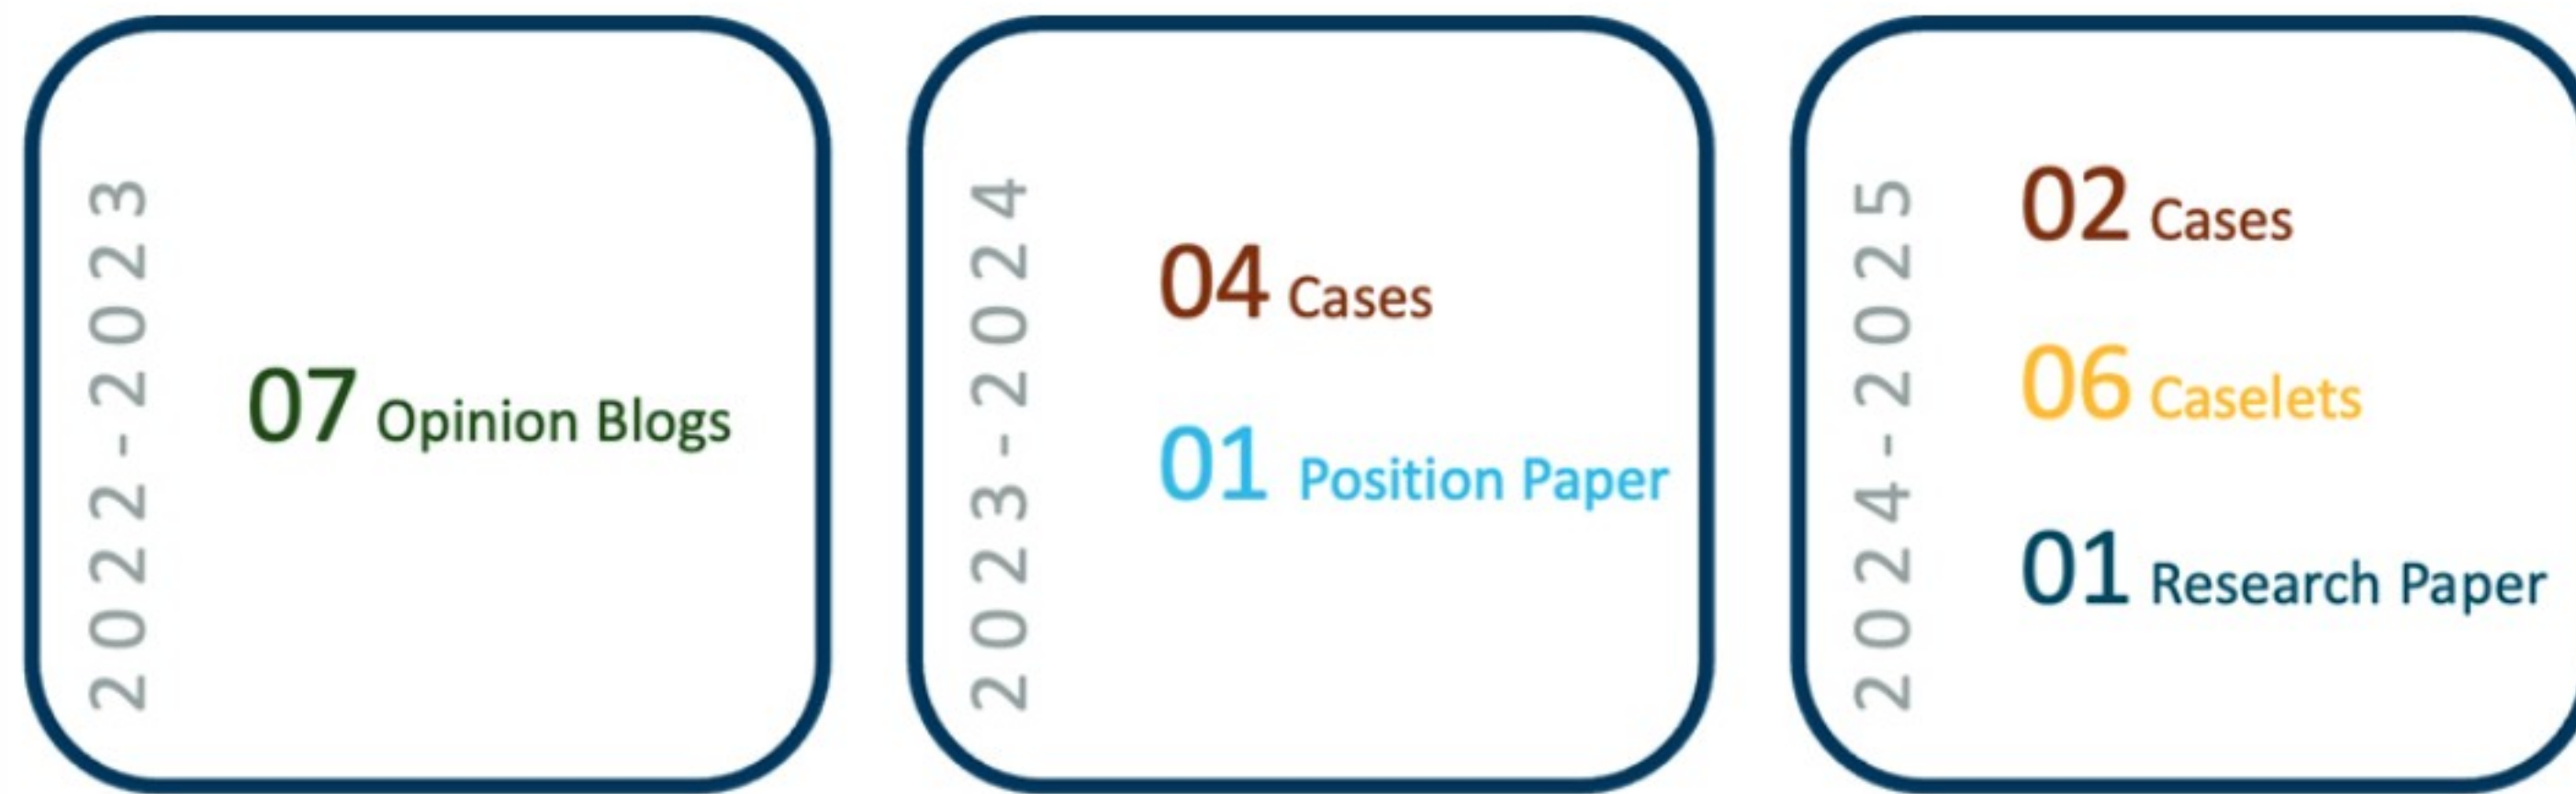 2022-2023
07 Opinion Blogs
2023-2024
04 Cases
01 Position Paper
2024-2025
02 Cases
06 Caselets
01 Research Paper